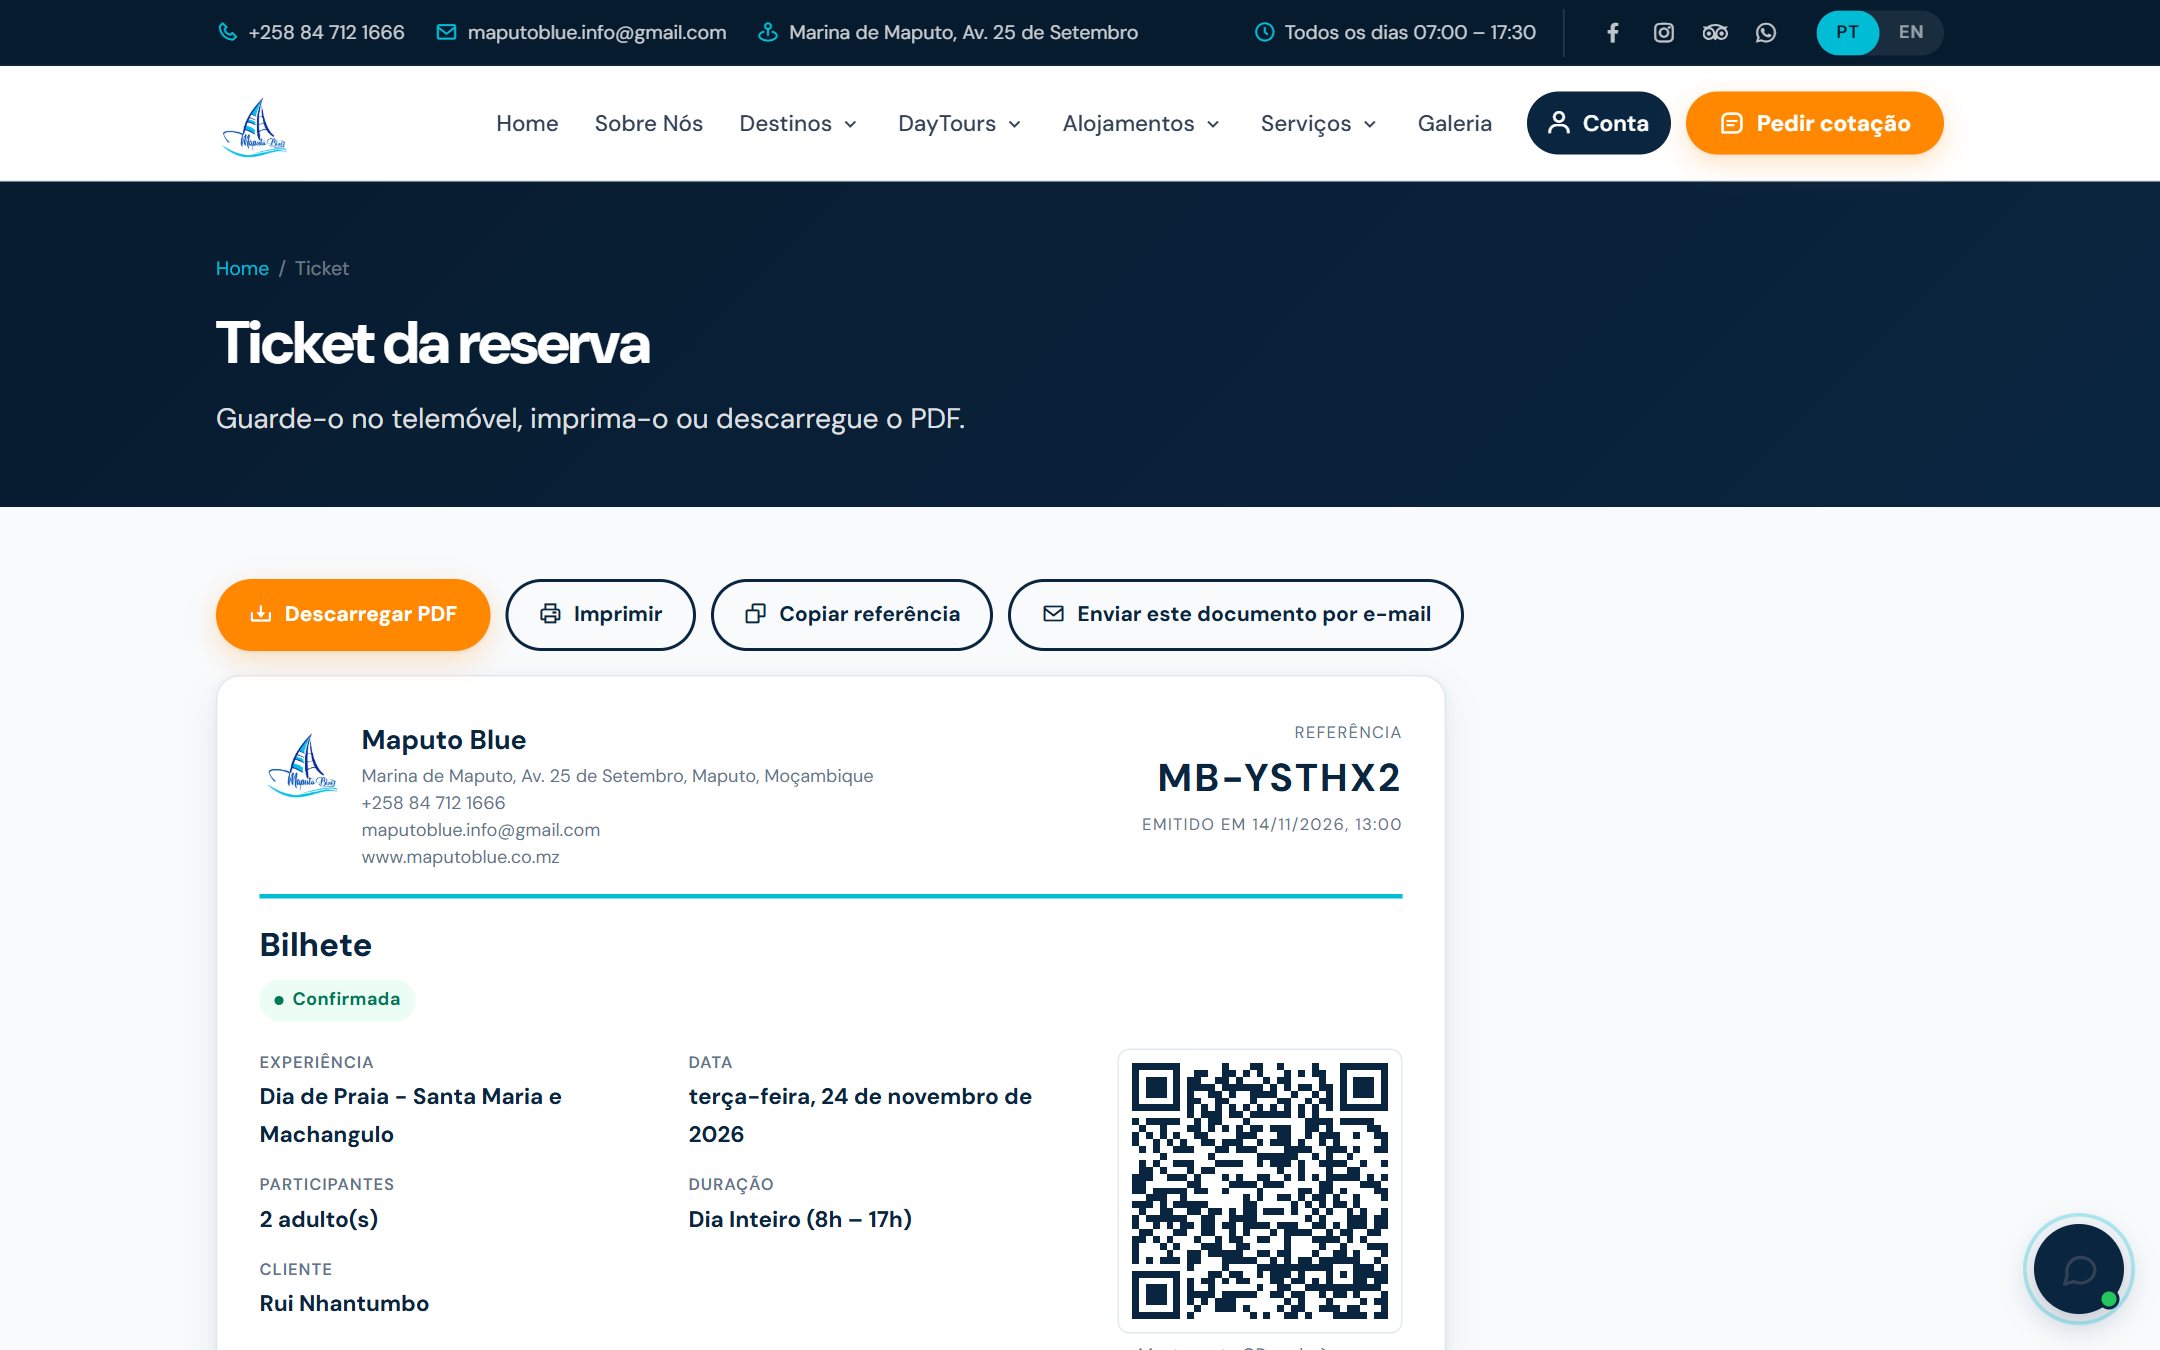 +258 84 712 1666
maputoblue.info@gmail.com
Marina de Maputo, Av. 25 de Setembro
Todos os dias 07:00 – 17:30
PT
EN
Maputo Blue
Home
Sobre Nós
Destinos
DayTours
Alojamentos
Serviços
Galeria
Conta
Pedir cotação
Home / Ticket
Ticket da reserva
Guarde-o no telemóvel, imprima-o ou descarregue o PDF.
Descarregar PDF
Imprimir
Copiar referência
Enviar este documento por e-mail
Maputo Blue
Maputo Blue
Marina de Maputo, Av. 25 de Setembro, Maputo, Moçambique
+258 84 712 1666
maputoblue.info@gmail.com
www.maputoblue.co.mz
REFERÊNCIA
MB-YSTHX2
EMITIDO EM 14/11/2026, 13:00
Bilhete
Confirmada
EXPERIÊNCIA
Dia de Praia - Santa Maria e
Machangulo
DATA
terça-feira, 24 de novembro de
2026
PARTICIPANTES
2 adulto(s)
DURAÇÃO
Dia Inteiro (8h – 17h)
CLIENTE
Rui Nhantumbo